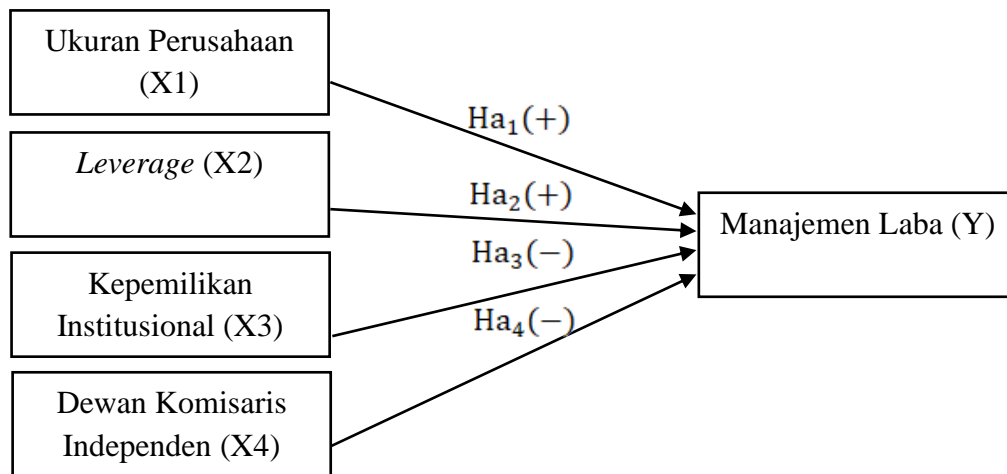 Ukuran Perusahaan
(X1)
Ha₁(+)
Leverage (X2)
Ha₂(+)
Manajemen Laba (Y)
Ha₃(−)
Kepemilikan
Institusional (X3)
Ha₄(−)
Dewan Komisaris
Independen (X4)